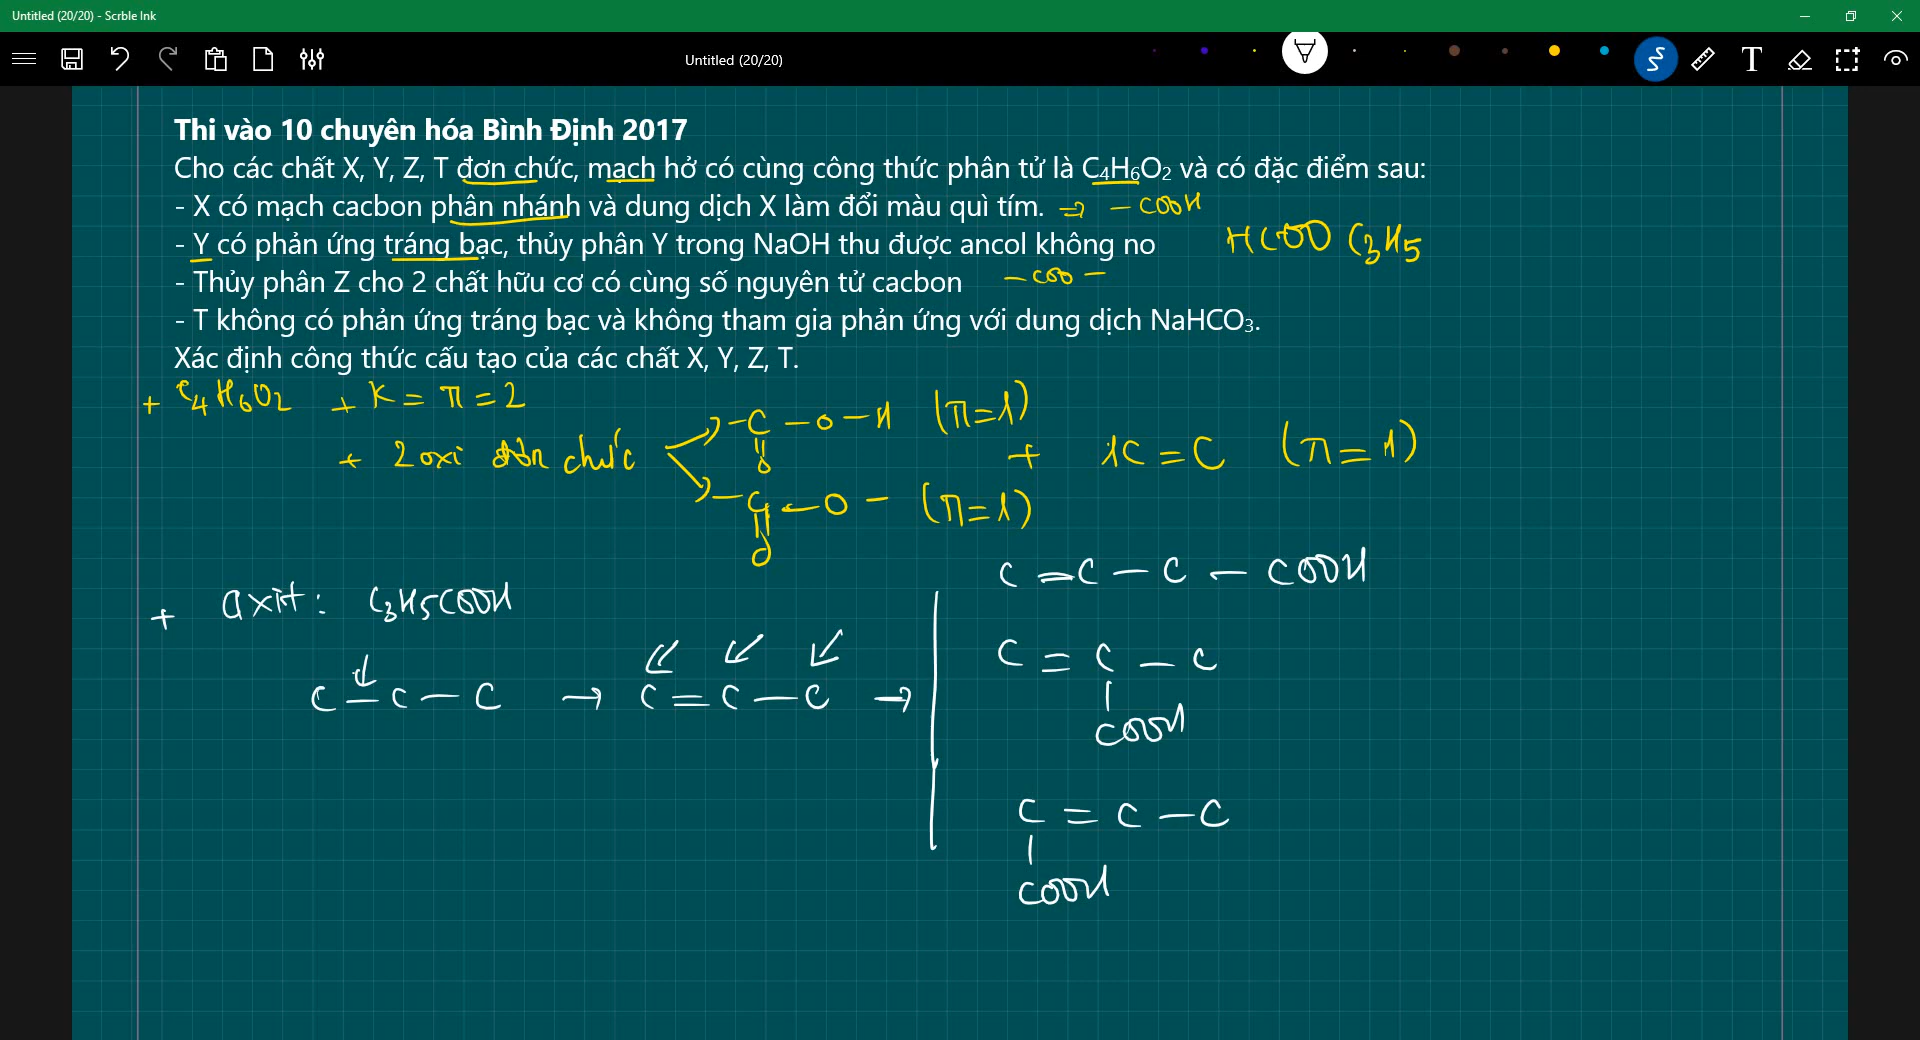 Untitled (20/20) - Scrble Ink
Untitled (20/20)
T
Thi vào 10 chuyên hóa Bình Định 2017
Cho các chất X, Y, Z, T đơn chức, mạch hở có cùng công thức phân tử là C₄H₆O₂ và có đặc điểm sau:
- X có mạch cacbon phân nhánh và dung dịch X làm đổi màu quì tím. => - COOH
- Y có phản ứng tráng bạc, thủy phân Y trong NaOH thu được ancol không no HCOO C₃H₅
- Thủy phân Z cho 2 chất hữu cơ có cùng số nguyên tử cacbon - COO -
- T không có phản ứng tráng bạc và không tham gia phản ứng với dung dịch NaHCO₃.
Xác định công thức cấu tạo của các chất X, Y, Z, T.
+ C₄H₆O₂ + K = π = 2
+ 2 oxi đơn chức - C - O - H (π = 1) + 1C = C (π = 1)
O
- C - O - (π = 1)
O
C = C - C - COOH
+ axit: C₃H₅COOH
C = C - C
C = C - C → C = C - C →
COOH
C = C - C
COOH